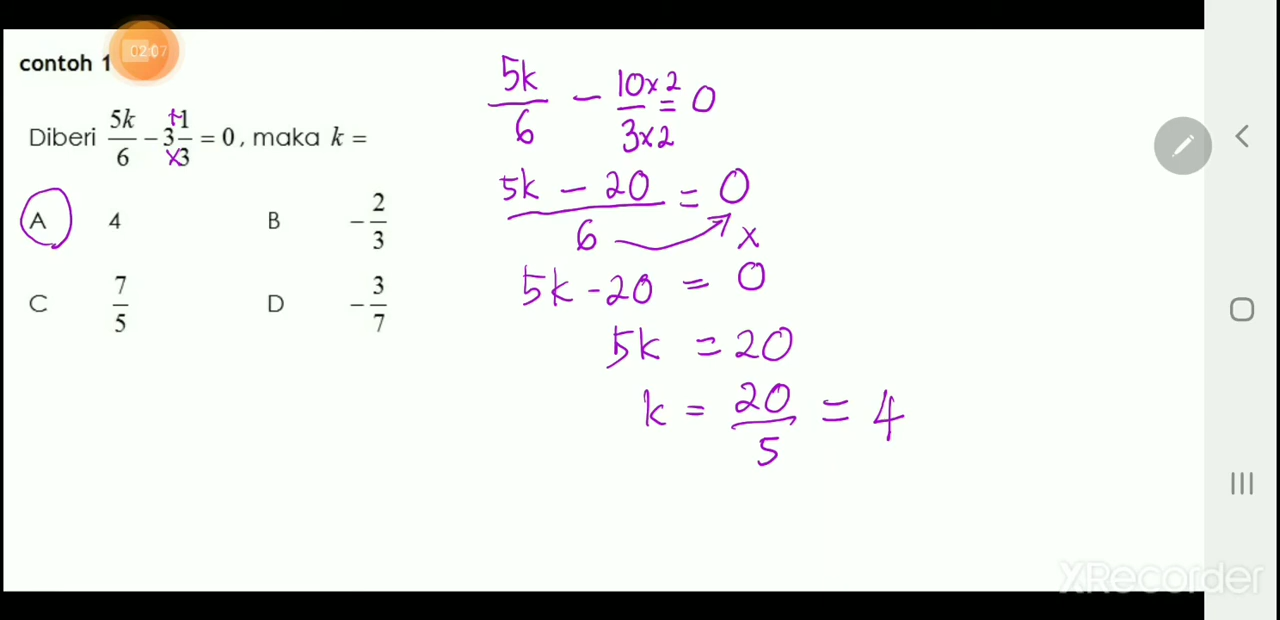 contoh 1
02:07
Diberi 5k/6 − 3 1/3 = 0 , maka k =
+
×
A 4 B −2/3
C 7/5 D −3/7
5k/6 − 10×2/3×2 = 0
5k − 20/6 = 0
×
5k − 20 = 0
5k = 20
k = 20/5 = 4
XRecorder